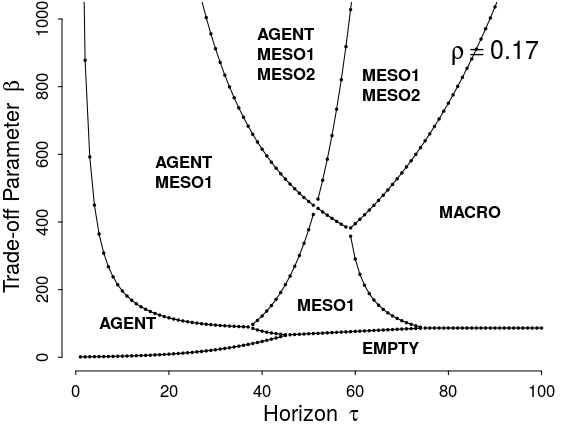 ρ = 0.17
AGENT
MESO1
MESO2
MESO1
MESO2
AGENT
MESO1
MACRO
MESO1
AGENT
EMPTY
Trade-off Parameter β
0
200
400
600
800
1000
0
20
40
60
80
100
Horizon τ